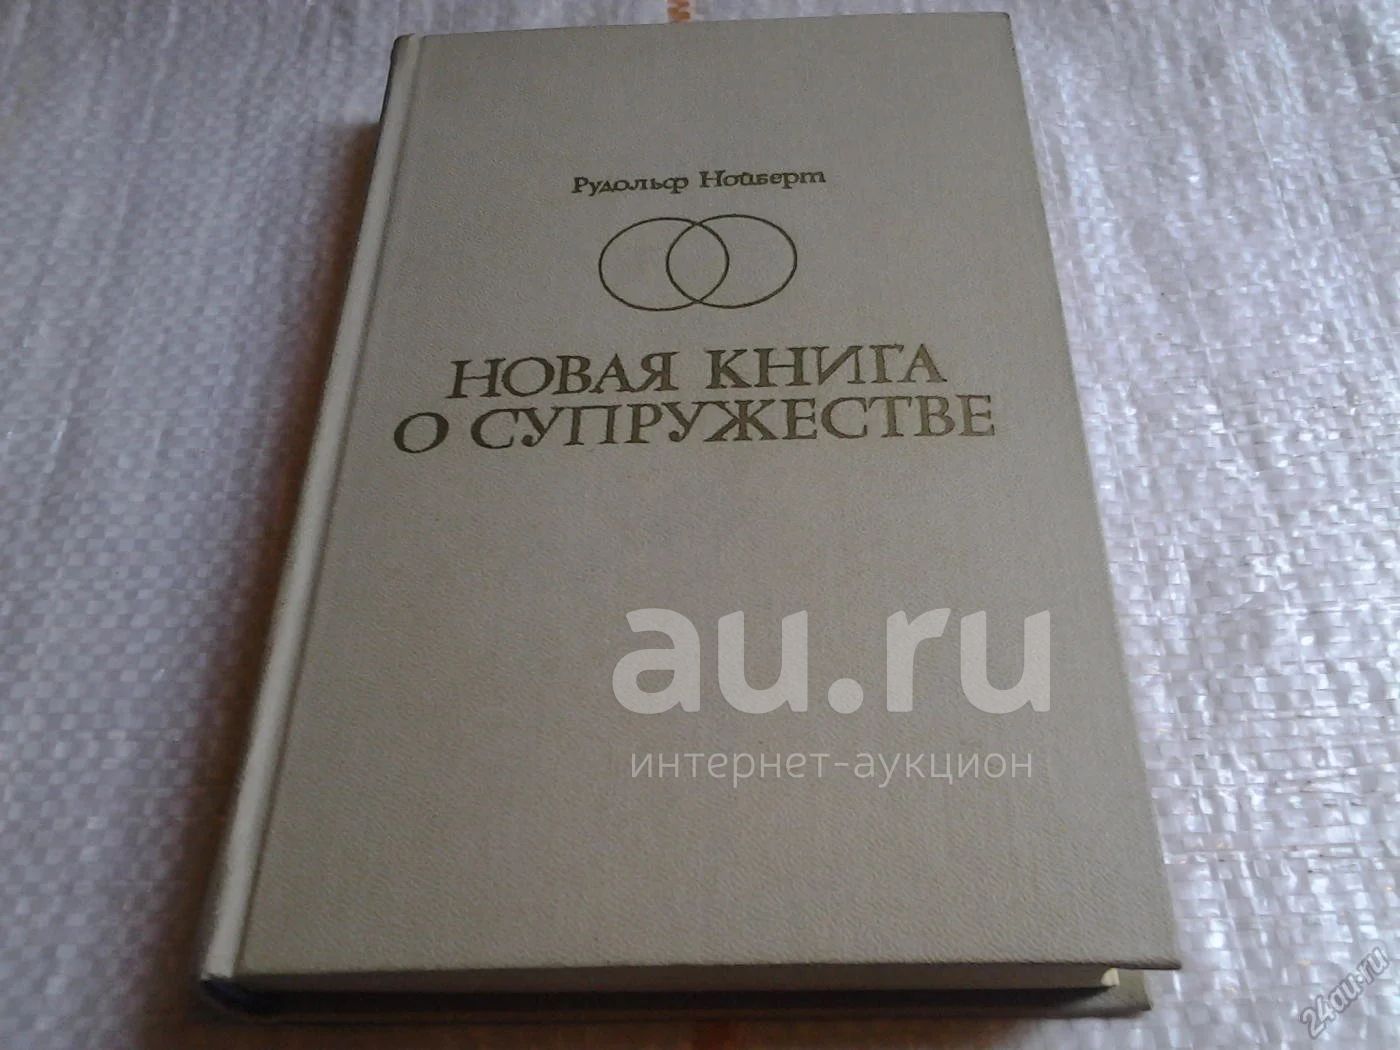 Рудольф Нойберт
НОВАЯ КНИГА
О СУПРУЖЕСТВЕ
au.ru
интернет-аукцион
24au.ru